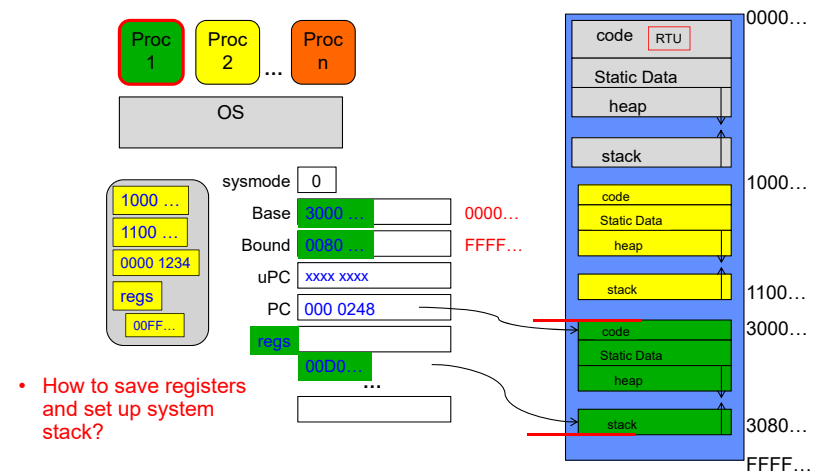 Proc
1
Proc
2
…
Proc
n
OS
sysmode 0
Base 3000 … 0000…
Bound 0080 … FFFF…
uPC xxxx xxxx
PC 000 0248
regs
00D0…
…
1000 …
1100 …
0000 1234
regs
00FF…
• How to save registers
and set up system
stack?
0000…
code RTU
Static Data
heap
stack
1000…
code
Static Data
heap
stack
1100…
3000…
code
Static Data
heap
stack
3080…
FFFF…